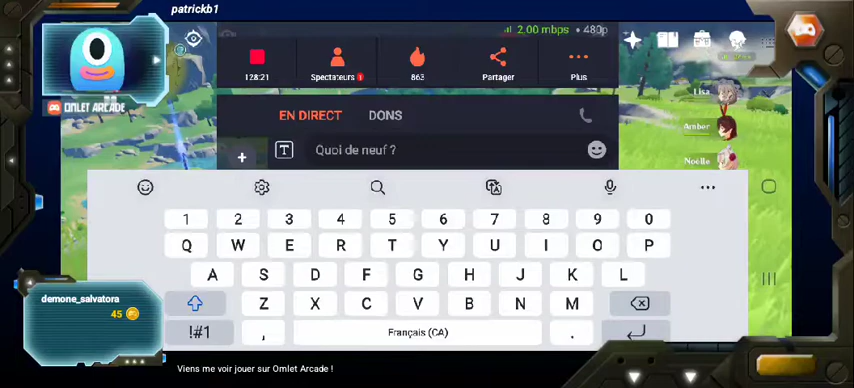 patrickb1
2,00 mbps • 480p
128:21
Spectateurs 1
863
Partager
Plus
OMLET ARCADE
EN DIRECT DONS
T Quoi de neuf ?
+
Lisa
Amber
Noëlle
1 2 3 4 5 6 7 8 9 0
Q W E R T Y U I O P
A S D F G H J K L
Z X C V B N M
!#1 , Français (CA) .
demone_salvatora
45
Viens me voir jouer sur Omlet Arcade !